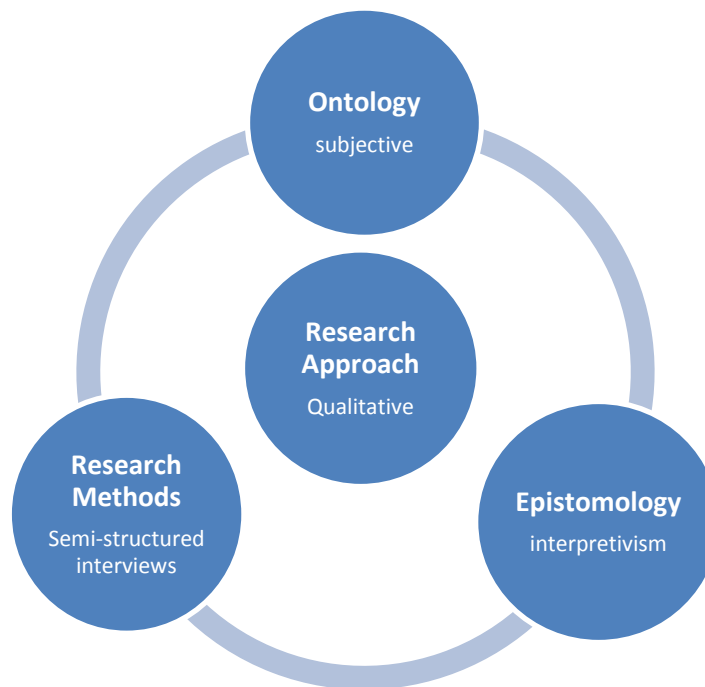 Ontology
subjective
Research
Approach
Qualitative
Research
Methods
Semi-structured
interviews
Epistomology
interpretivism